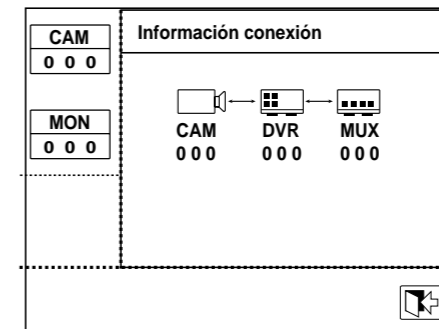 CAM
0 0 0
MON
0 0 0
Información conexión
CAM DVR MUX
0 0 0 0 0 0 0 0 0